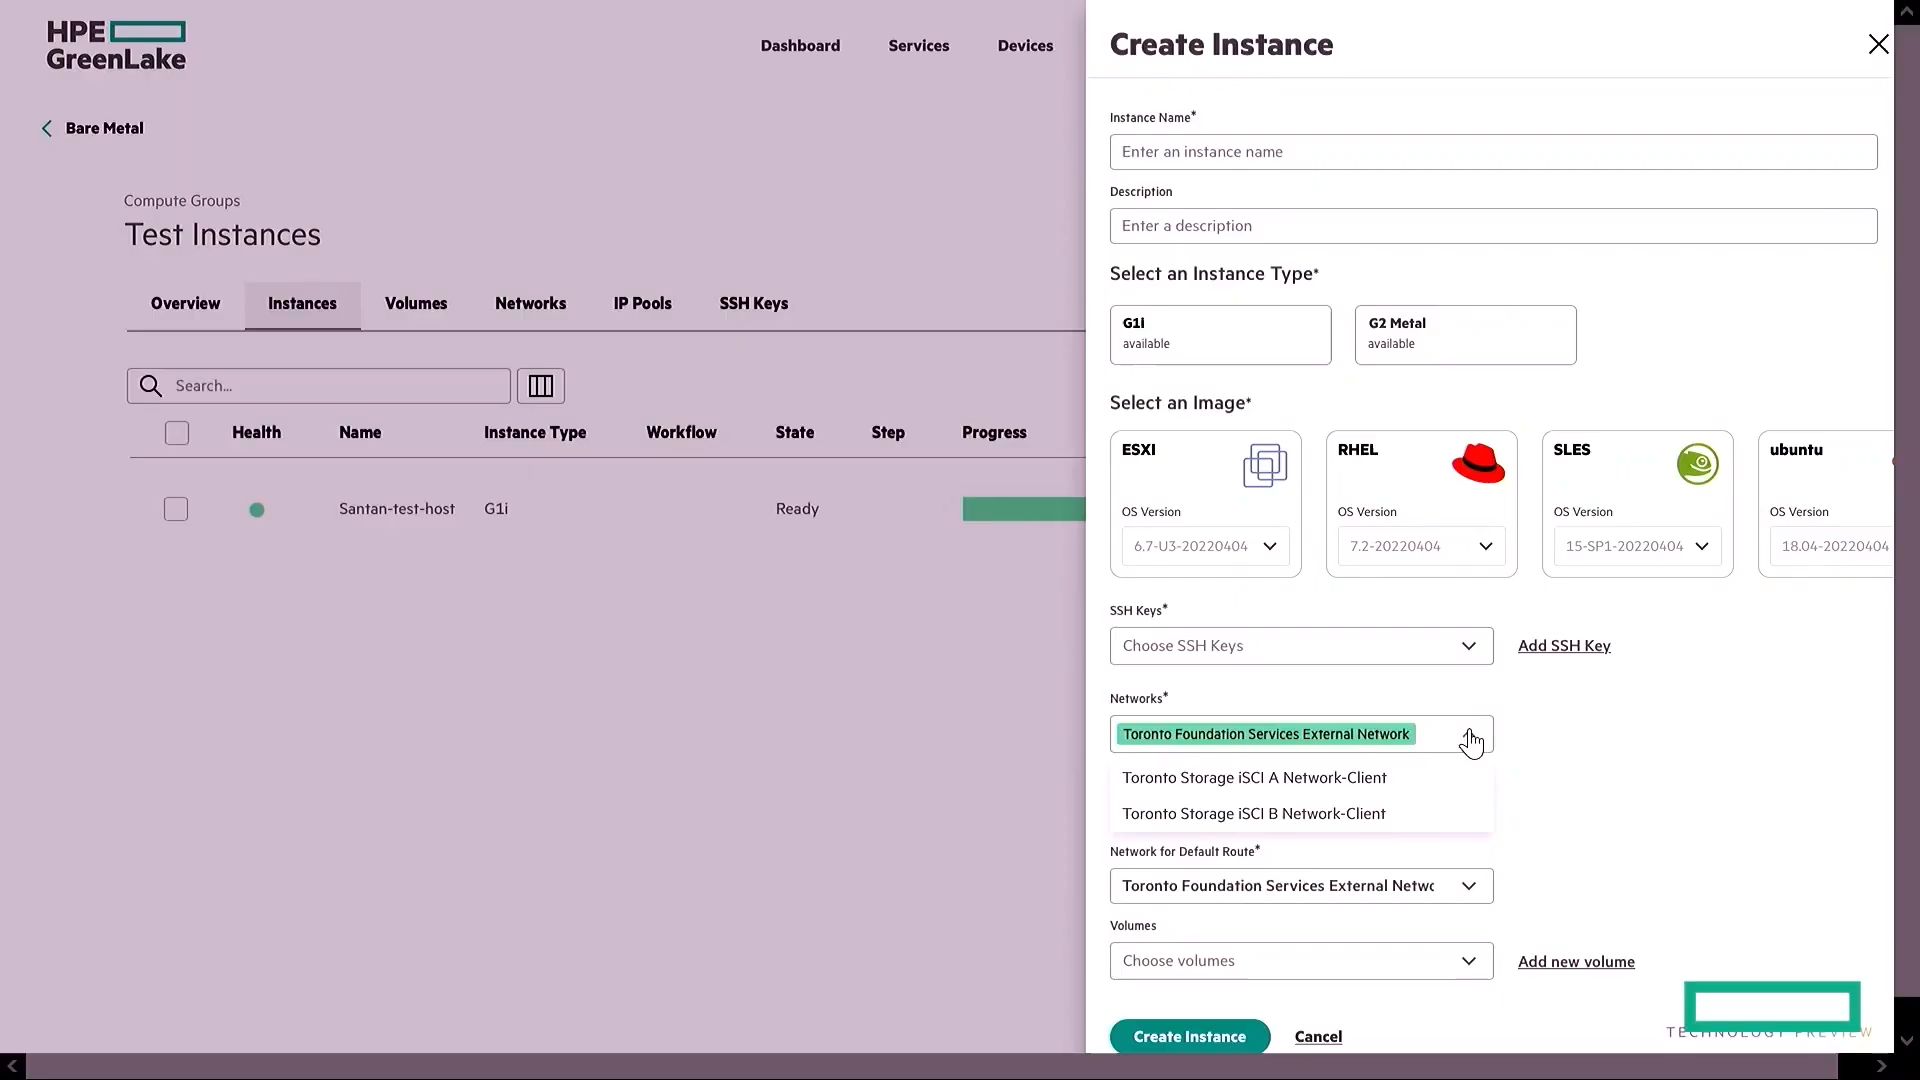 HPE
GreenLake
Dashboard
Services
Devices
Bare Metal
Compute Groups
Test Instances
Overview
Instances
Volumes
Networks
IP Pools
SSH Keys
Search...
Health
Name
Instance Type
Workflow
State
Step
Progress
Santan-test-host
G1i
Ready
Create Instance
Instance Name*
Enter an instance name
Description
Enter a description
Select an Instance Type*
G1i
available
G2 Metal
available
Select an Image*
ESXI
OS Version
6.7-U3-20220404
RHEL
OS Version
7.2-20220404
SLES
OS Version
15-SP1-20220404
ubuntu
OS Version
18.04-20220404
SSH Keys*
Choose SSH Keys
Add SSH Key
Networks*
Toronto Foundation Services External Network
Toronto Storage iSCI A Network-Client
Toronto Storage iSCI B Network-Client
Network for Default Route*
Toronto Foundation Services External Netwc
Volumes
Choose volumes
Add new volume
Create Instance
Cancel
TECHNOLOGY PREVIEW